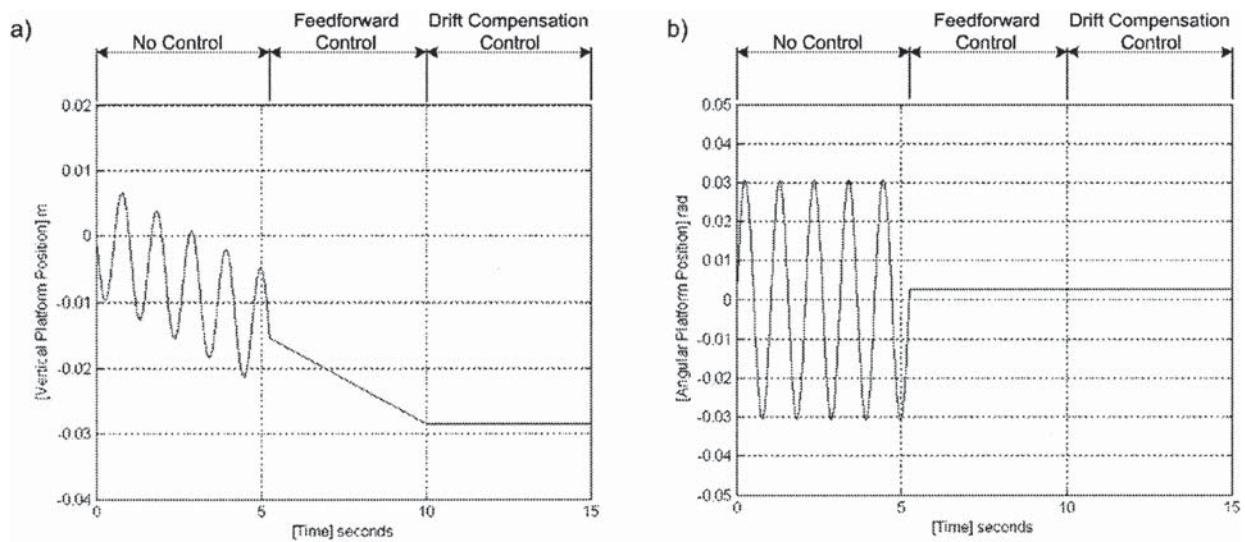 a)
No Control
Feedforward
Control
Drift Compensation
Control
0.02
0.01
0
-0.01
-0.02
-0.03
-0.04
[Vertical Platform Position] m
0
5
10
15
[Time] seconds
b)
No Control
Feedforward
Control
Drift Compensation
Control
0.05
0.04
0.03
0.02
0.01
0
-0.01
-0.02
-0.03
-0.04
-0.05
[Angular Platform Position] rad
0
5
10
15
[Time] seconds